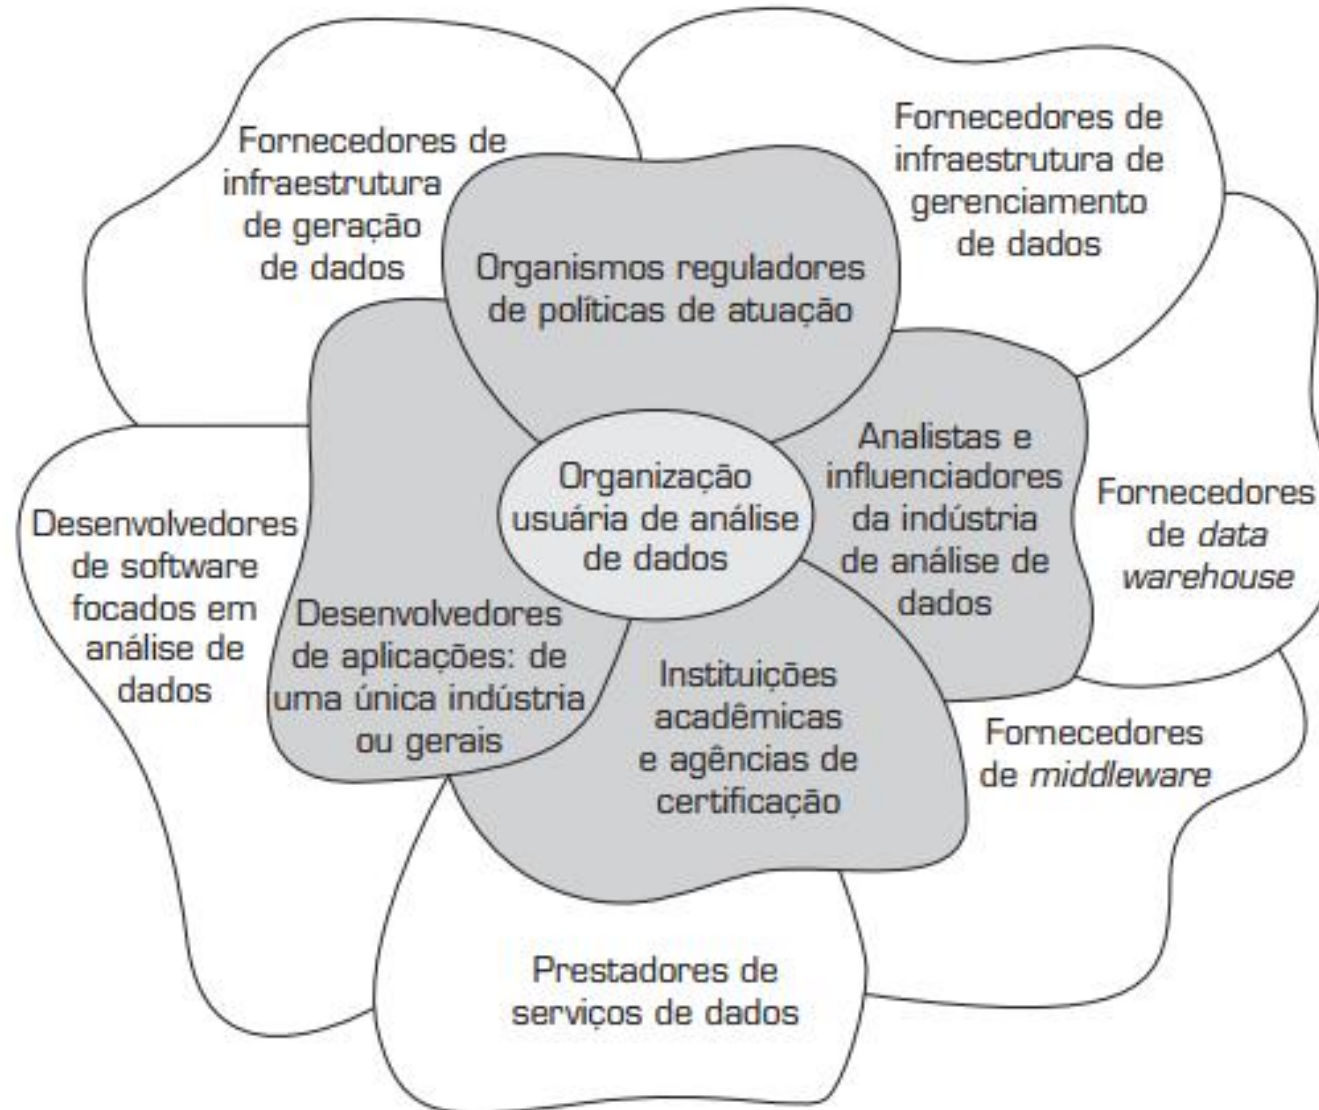 Fornecedores de
infraestrutura
de geração
de dados
Fornecedores de
infraestrutura de
gerenciamento
de dados
Organismos reguladores
de políticas de atuação
Organização
usuária de análise
de dados
Analistas e
influenciadores
da indústria
de análise de
dados
Fornecedores
de data
warehouse
Desenvolvedores
de software
focados em
análise de
dados
Desenvolvedores
de aplicações: de
uma única indústria
ou gerais
Instituições
acadêmicas
e agências de
certificação
Fornecedores
de middleware
Prestadores de
serviços de dados